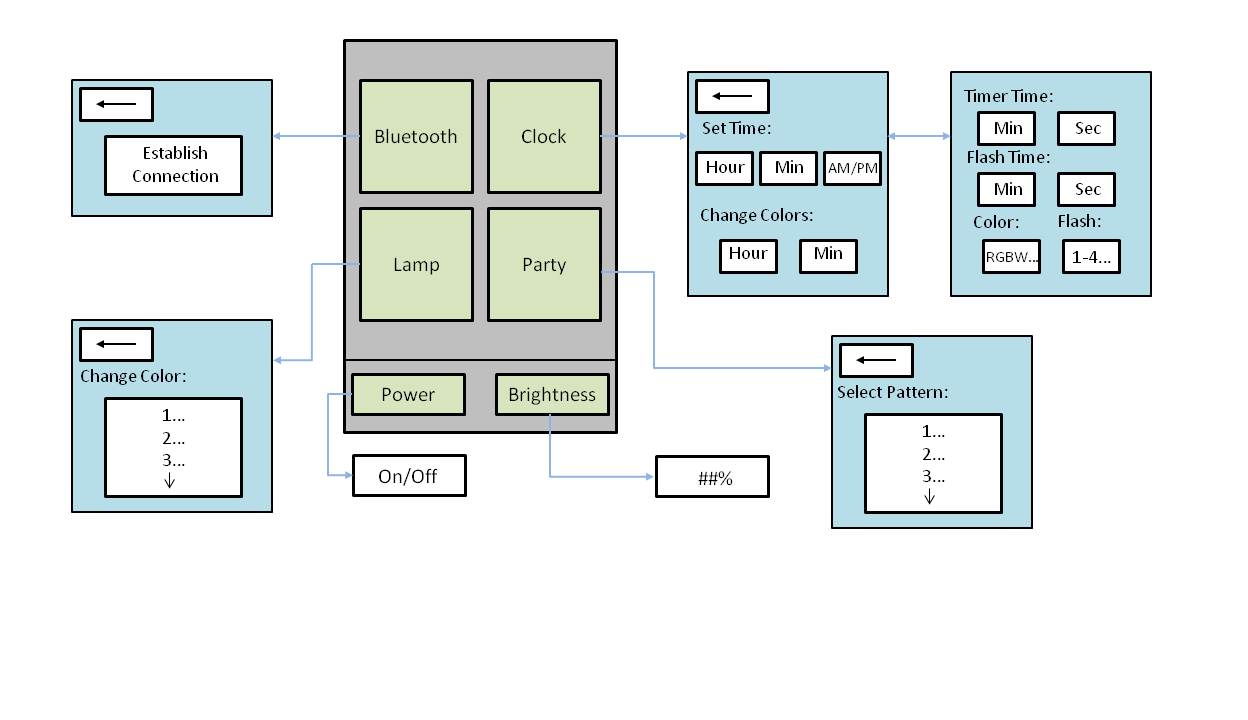 Bluetooth
Clock
Lamp
Party
Power
Brightness
On/Off
##%
Establish
Connection
Change Color:
1...
2...
3...
Set Time:
Hour
Min
AM/PM
Change Colors:
Hour
Min
Timer Time:
Min
Sec
Flash Time:
Min
Sec
Color:
Flash:
RGBW...
1-4...
Select Pattern:
1...
2...
3...